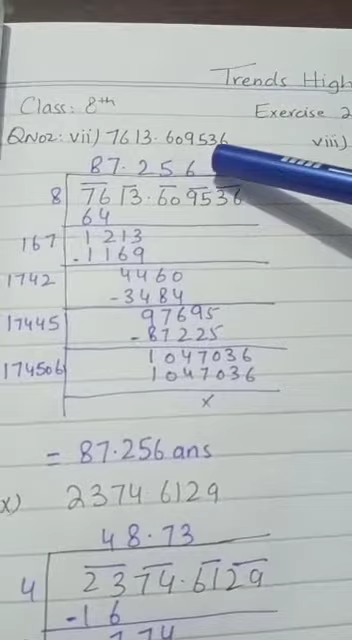 Trends High
Class: 8th
Exercise 2
QNo2: vii) 7613.609536
viii)
87.256
8 76 13.60 95 36
64
167 1213
-1169
1742 4460
-3484
17445 97695
-87225
174506 1047036
1047036
x
= 87.256 ans
x) 2374.6129
48.73
4 23 74.61 29
-16
774